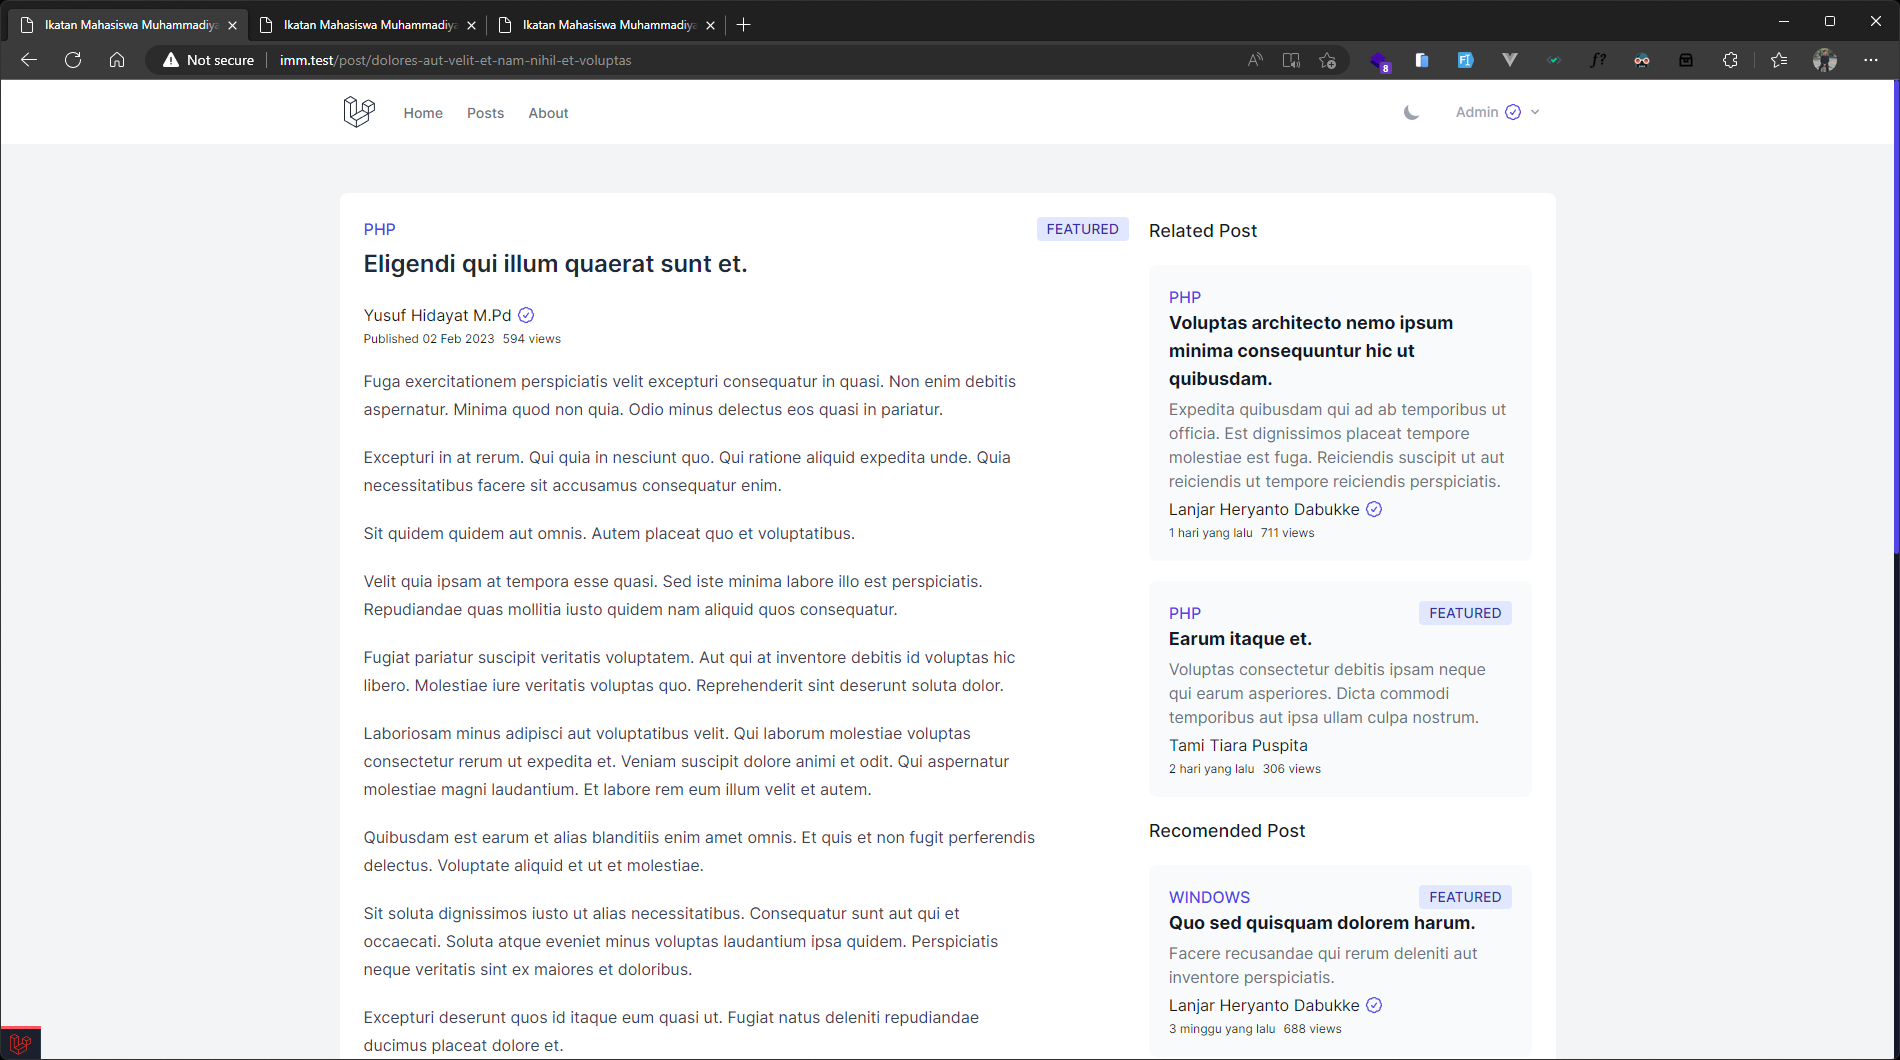 Ikatan Mahasiswa Muhammadiya
Ikatan Mahasiswa Muhammadiya
Ikatan Mahasiswa Muhammadiya
Not secure
imm.test/post/dolores-aut-velit-et-nam-nihil-et-voluptas
8
Home
Posts
About
Admin
PHP
FEATURED
Eligendi qui illum quaerat sunt et.
Yusuf Hidayat M.Pd
Published 02 Feb 2023 594 views
Fuga exercitationem perspiciatis velit excepturi consequatur in quasi. Non enim debitis
aspernatur. Minima quod non quia. Odio minus delectus eos quasi in pariatur.
Excepturi in at rerum. Qui quia in nesciunt quo. Qui ratione aliquid expedita unde. Quia
necessitatibus facere sit accusamus consequatur enim.
Sit quidem quidem aut omnis. Autem placeat quo et voluptatibus.
Velit quia ipsam at tempora esse quasi. Sed iste minima labore illo est perspiciatis.
Repudiandae quas mollitia iusto quidem nam aliquid quos consequatur.
Fugiat pariatur suscipit veritatis voluptatem. Aut qui at inventore debitis id voluptas hic
libero. Molestiae iure veritatis voluptas quo. Reprehenderit sint deserunt soluta dolor.
Laboriosam minus adipisci aut voluptatibus velit. Qui laborum molestiae voluptas
consectetur rerum ut expedita et. Veniam suscipit dolore animi et odit. Qui aspernatur
molestiae magni laudantium. Et labore rem eum illum velit et autem.
Quibusdam est earum et alias blanditiis enim amet omnis. Et quis et non fugit perferendis
delectus. Voluptate aliquid et ut et molestiae.
Sit soluta dignissimos iusto ut alias necessitatibus. Consequatur sunt aut qui et
occaecati. Soluta atque eveniet minus voluptas laudantium ipsa quidem. Perspiciatis
neque veritatis sint ex maiores et doloribus.
Excepturi deserunt quos id itaque eum quasi ut. Fugiat natus deleniti repudiandae
ducimus placeat dolore et.
Related Post
PHP
Voluptas architecto nemo ipsum
minima consequuntur hic ut
quibusdam.
Expedita quibusdam qui ad ab temporibus ut
officia. Est dignissimos placeat tempore
molestiae est fuga. Reiciendis suscipit ut aut
reiciendis ut tempore reiciendis perspiciatis.
Lanjar Heryanto Dabukke
1 hari yang lalu 711 views
PHP
FEATURED
Earum itaque et.
Voluptas consectetur debitis ipsam neque
qui earum asperiores. Dicta commodi
temporibus aut ipsa ullam culpa nostrum.
Tami Tiara Puspita
2 hari yang lalu 306 views
Recomended Post
WINDOWS
FEATURED
Quo sed quisquam dolorem harum.
Facere recusandae qui rerum deleniti aut
inventore perspiciatis.
Lanjar Heryanto Dabukke
3 minggu yang lalu 688 views